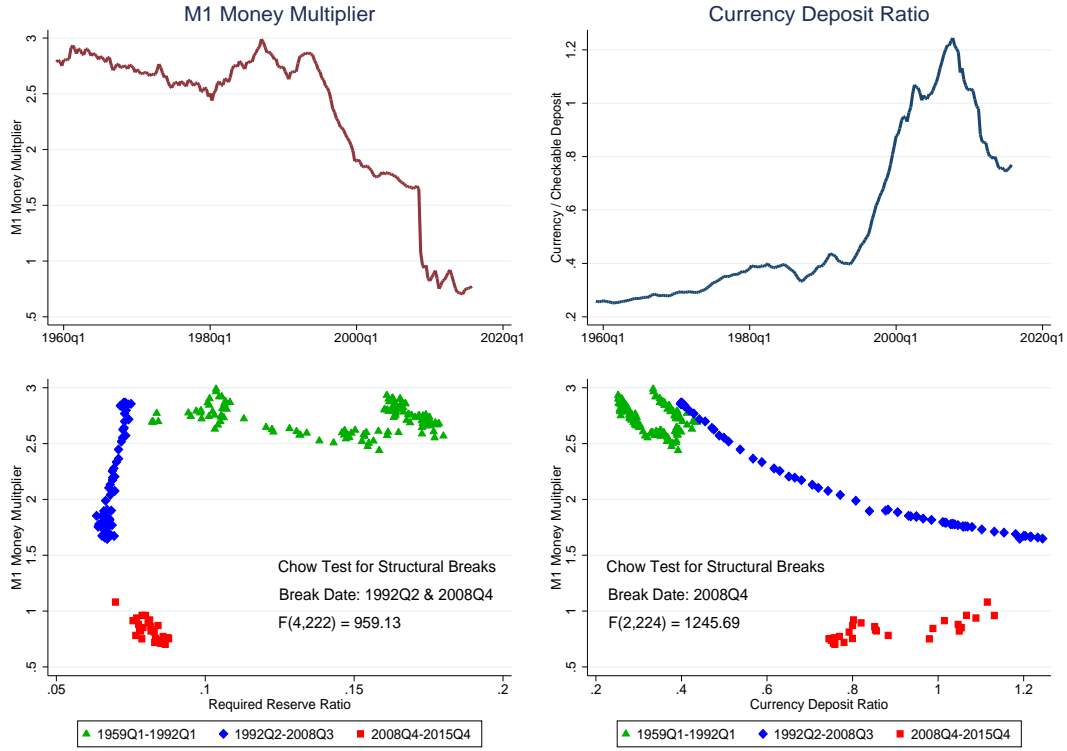 M1 Money Multiplier
M1 Money Mulitplier
3
2.5
2
1.5
1
.5
1960q1 1980q1 2000q1 2020q1
Currency Deposit Ratio
Currency / Checkable Deposit
1.2
1
.8
.6
.4
.2
1960q1 1980q1 2000q1 2020q1
M1 Money Mulitplier
3
2.5
2
1.5
1
.5
Chow Test for Structural Breaks
Break Date: 1992Q2 & 2008Q4
F(4,222) = 959.13
.05 .1 .15 .2
Required Reserve Ratio
1959Q1-1992Q1 1992Q2-2008Q3 2008Q4-2015Q4
M1 Money Mulitplier
3
2.5
2
1.5
1
.5
Chow Test for Structural Breaks
Break Date: 2008Q4
F(2,224) = 1245.69
.2 .4 .6 .8 1 1.2
Currency Deposit Ratio
1959Q1-1992Q1 1992Q2-2008Q3 2008Q4-2015Q4